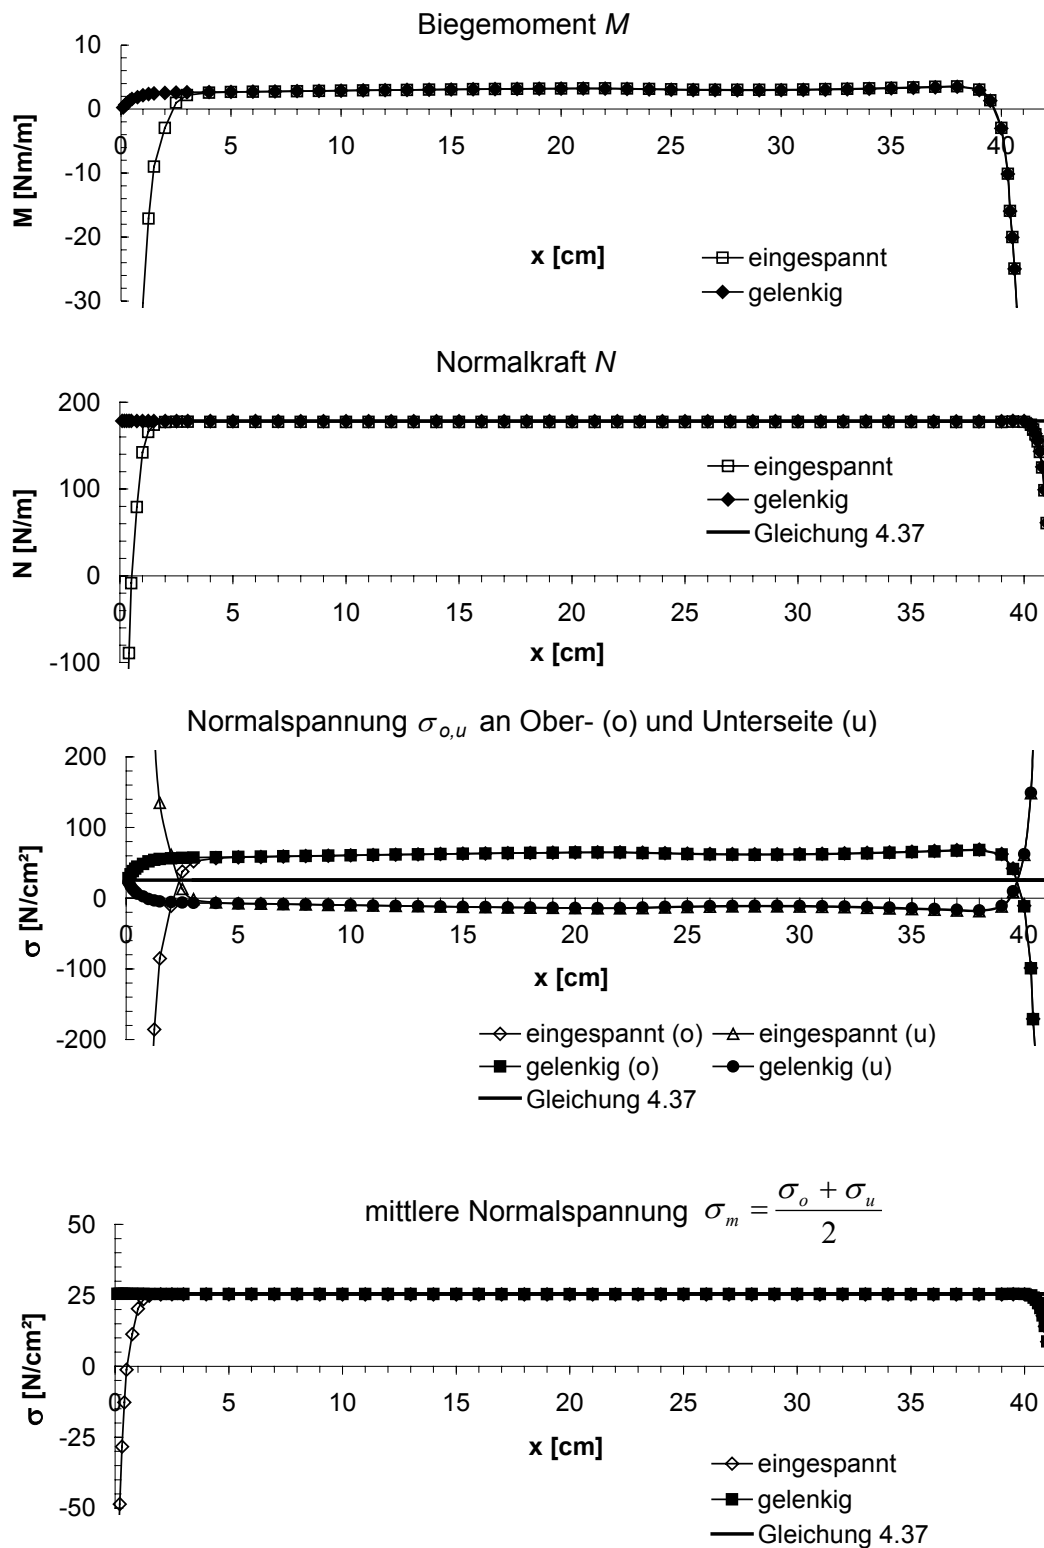 Biegemoment M
10
0
-10
-20
-30
M [Nm/m]
0 5 10 15 20 25 30 35 40
x [cm]
eingespannt
gelenkig
Normalkraft N
200
100
0
-100
N [N/m]
0 5 10 15 20 25 30 35 40
x [cm]
eingespannt
gelenkig
Gleichung 4.37
Normalspannung σo,u an Ober- (o) und Unterseite (u)
200
100
0
-100
-200
σ [N/cm²]
0 5 10 15 20 25 30 35 40
x [cm]
eingespannt (o) eingespannt (u)
gelenkig (o) gelenkig (u)
Gleichung 4.37
mittlere Normalspannung σm = (σo + σu) / 2
50
25
0
-25
-50
σ [N/cm²]
0 5 10 15 20 25 30 35 40
x [cm]
eingespannt
gelenkig
Gleichung 4.37